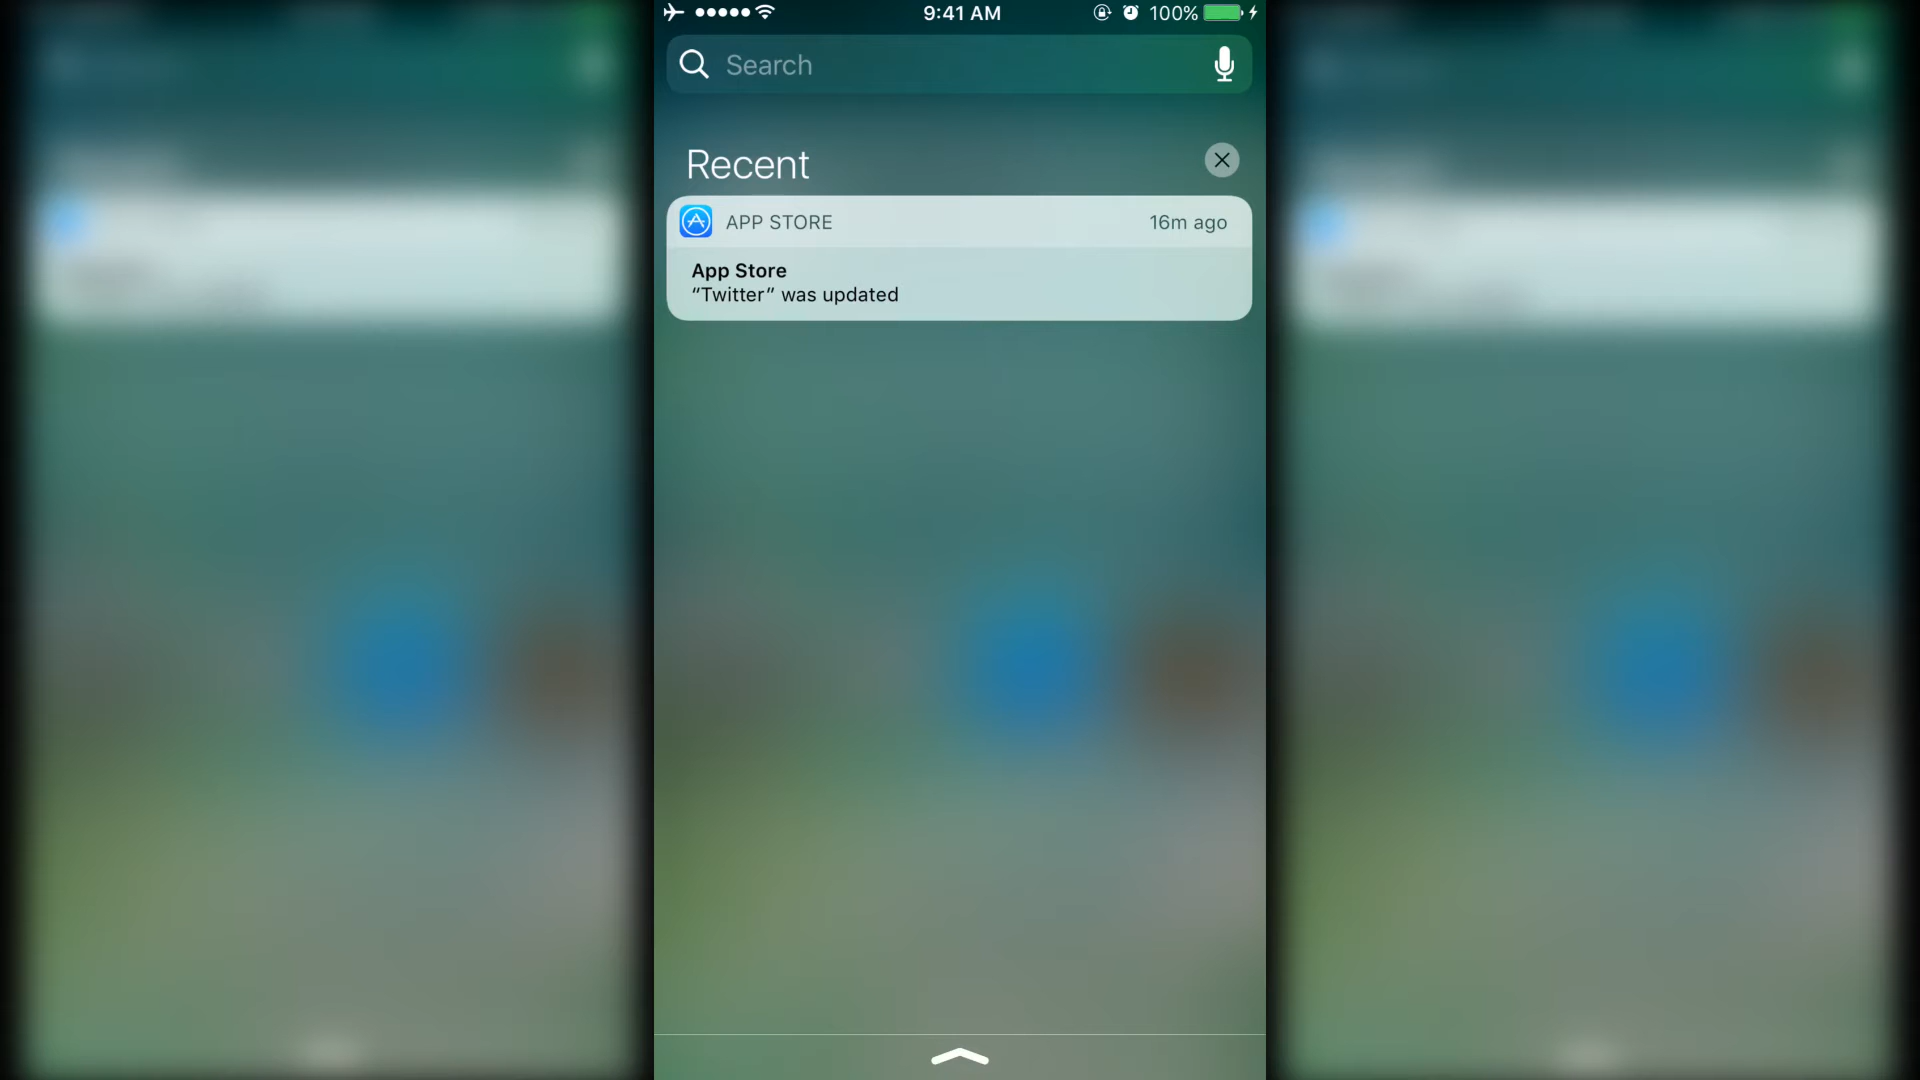 9:41 AM
100%
Search
Recent
APP STORE
16m ago
App Store
“Twitter” was updated